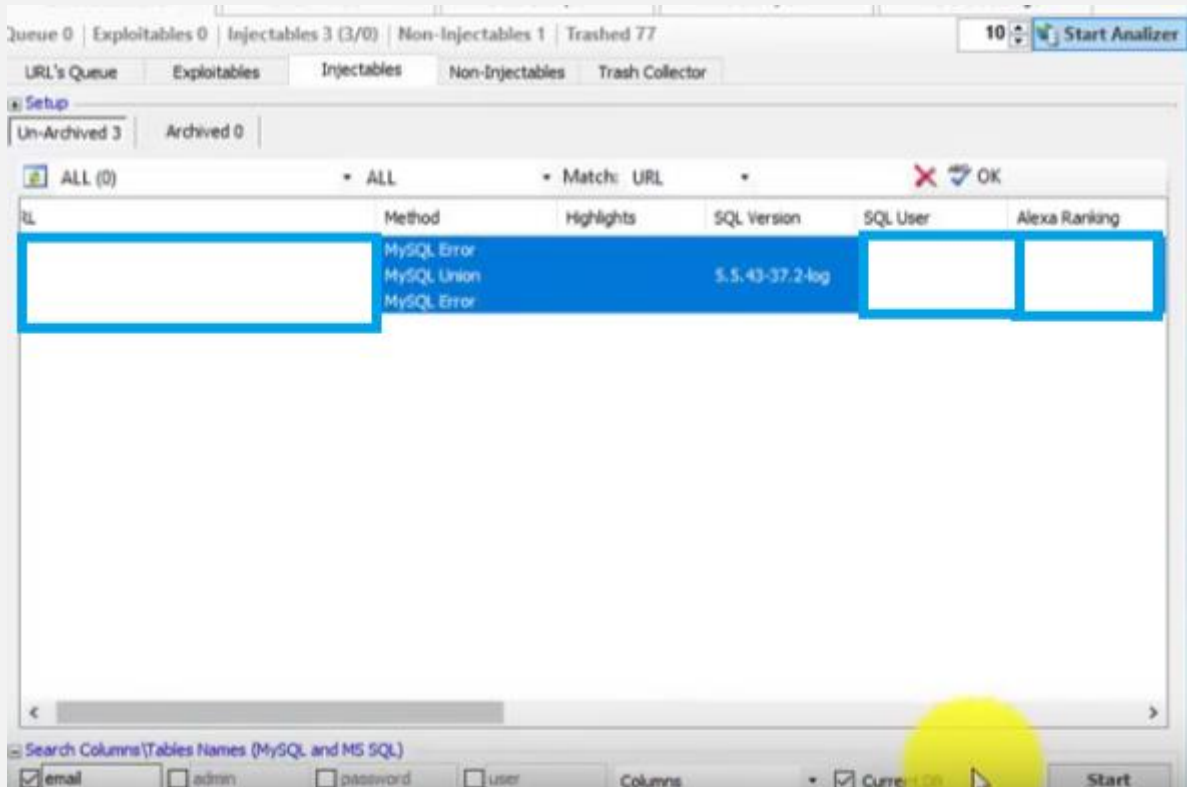 Queue 0 | Exploitables 0 | Injectables 3 (3/0) | Non-Injectables 1 | Trashed 77 10 Start Analizer
URL's Queue Exploitables Injectables Non-Injectables Trash Collector
Setup
Un-Archived 3 Archived 0
ALL (0) ALL Match: URL OK
RL Method Highlights SQL Version SQL User Alexa Ranking
MySQL Error
MySQL Union 5.5.43-37.2-log
MySQL Error
Search Columns\Tables Names (MySQL and MS SQL)
email admin password user Columns Current DB Start